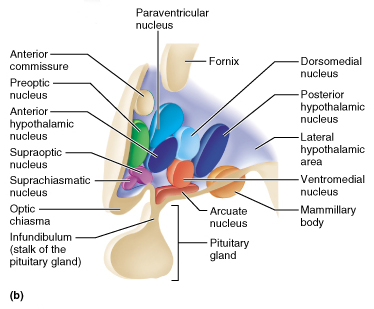 Paraventricular
nucleus
Anterior
commissure
Preoptic
nucleus
Anterior
hypothalamic
nucleus
Supraoptic
nucleus
Suprachiasmatic
nucleus
Optic
chiasma
Infundibulum
(stalk of the
pituitary gland)
Fornix
Dorsomedial
nucleus
Posterior
hypothalamic
nucleus
Lateral
hypothalamic
area
Ventromedial
nucleus
Mammillary
body
Arcuate
nucleus
Pituitary
gland
(b)